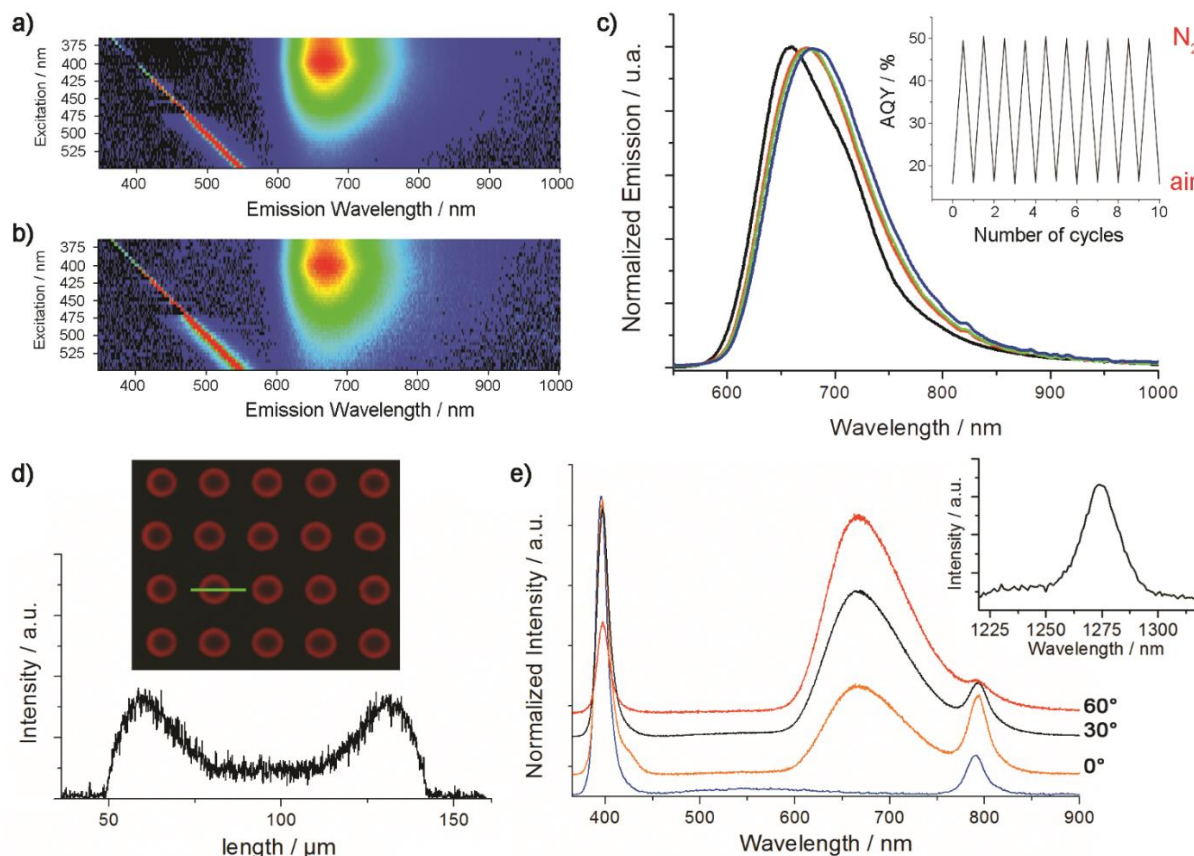 a)
Excitation / nm
375
400
425
450
475
500
525
400 500 600 700 800 900 1000
Emission Wavelength / nm
b)
Excitation / nm
375
400
425
450
475
500
525
400 500 600 700 800 900 1000
Emission Wavelength / nm
c)
Normalized Emission / u.a.
600 700 800 900 1000
Wavelength / nm
AQY / %
50
40
30
20
0 2 4 6 8 10
Number of cycles
N2
air
d)
Intensity / a.u.
50 100 150
length / µm
e)
Normalized Intensity / a.u.
60°
30°
0°
400 500 600 700 800 900
Wavelength / nm
Intensity / a.u.
1225 1250 1275 1300
Wavelength / nm